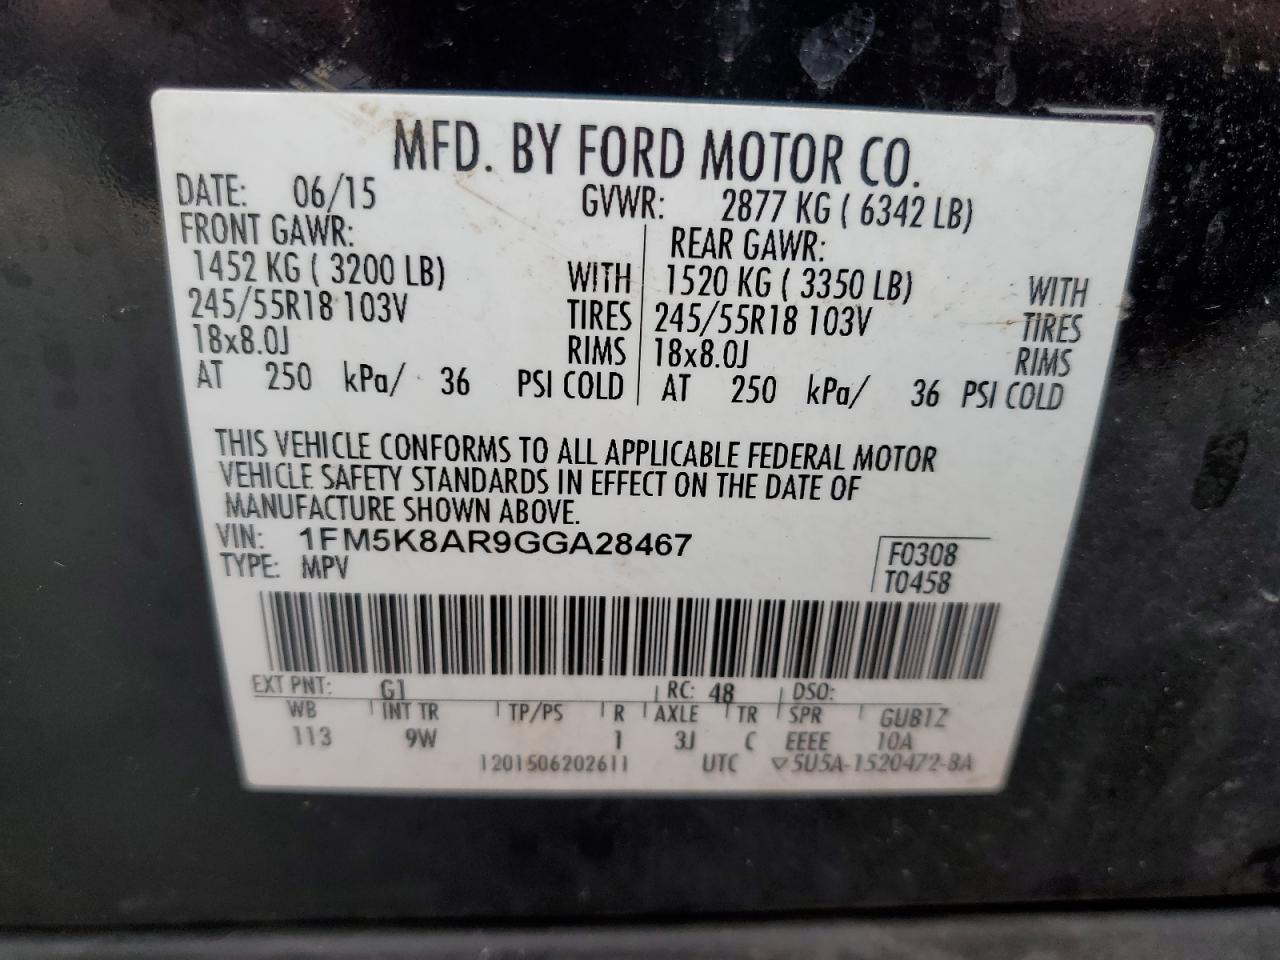 MFD. BY FORD MOTOR CO.
DATE: 06/15 GVWR: 2877 KG ( 6342 LB)
FRONT GAWR: REAR GAWR:
1452 KG ( 3200 LB) WITH 1520 KG ( 3350 LB) WITH
245/55R18 103V TIRES 245/55R18 103V TIRES
18x8.0J RIMS 18x8.0J RIMS
AT 250 kPa/ 36 PSI COLD AT 250 kPa/ 36 PSI COLD
THIS VEHICLE CONFORMS TO ALL APPLICABLE FEDERAL MOTOR
VEHICLE SAFETY STANDARDS IN EFFECT ON THE DATE OF
MANUFACTURE SHOWN ABOVE.
VIN: 1FM5K8AR9GGA28467 F0308
TYPE: MPV T0458
EXT PNT: G1 RC: 48 DSO:
WB INT TR TP/PS R AXLE TR SPR GUB1Z
113 9W 1 3J C EEEE 10A
1201506202611 UTC ▽5U5A-1520472-BA